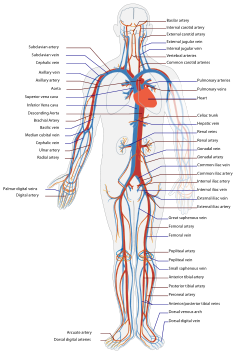 Basilar artery
Internal carotid artery
External carotid artery
External jugular vein
Internal jugular vein
Vertebral arteries
Common carotid arteries
Pulmonary arteries
Pulmonary veins
Heart
Celiac trunk
Hepatic vein
Renal veins
Renal artery
Gonadal vein
Gonadal artery
Common iliac vein
Common iliac artery
Internal iliac artery
Internal iliac vein
External iliac vein
External iliac artery
Great saphenous vein
Femoral artery
Femoral vein
Popliteal artery
Popliteal vein
Small saphenous vein
Anterior tibial artery
Posterior tibial artery
Peroneal artery
Anterior/posterior tibial veins
Dorsal venous arch
Dorsal digital vein
Subclavian artery
Subclavian vein
Cephalic vein
Axillary vein
Axillary artery
Aorta
Superior vena cava
Inferior vena cava
Descending Aorta
Brachial Artery
Basilic vein
Median cubital vein
Cephalic vein
Ulnar artery
Radial artery
Palmar digital veins
Digital artery
Arcuate artery
Dorsal digital arteries